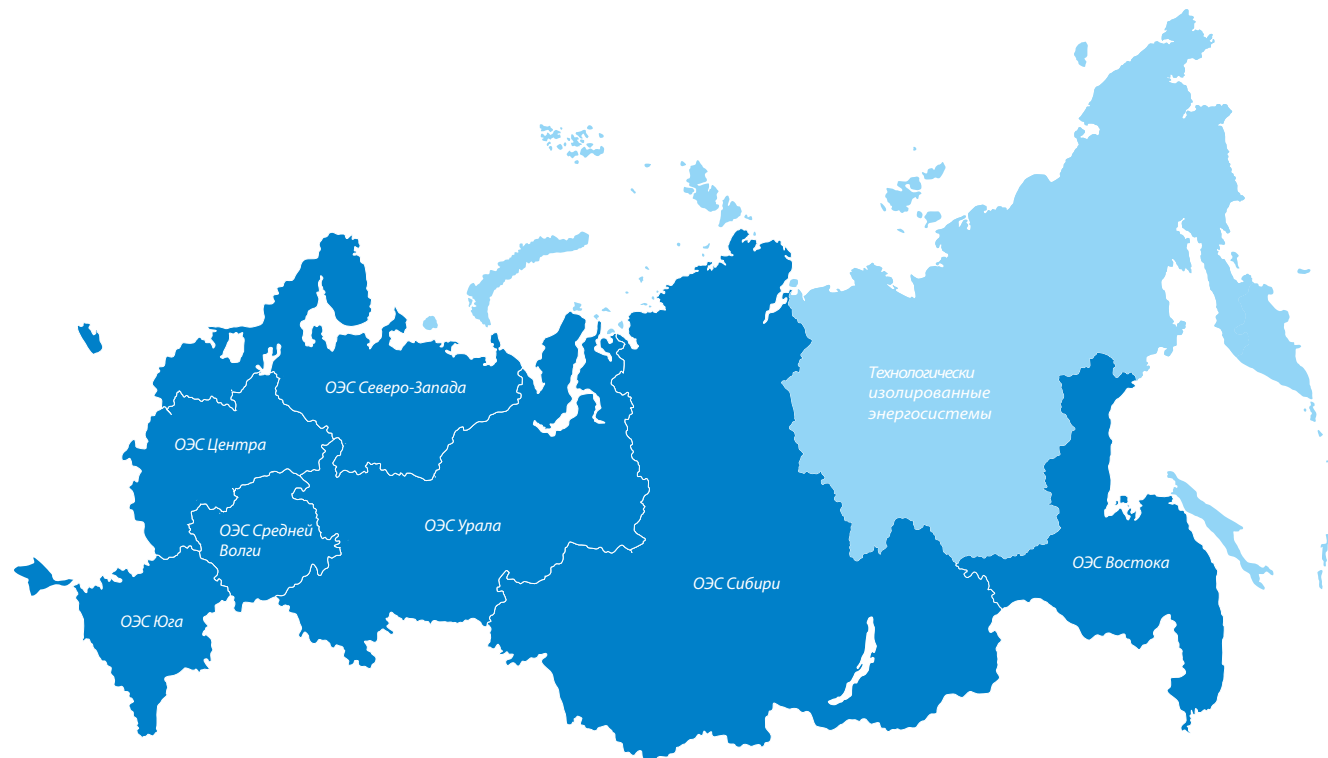 ОЭС Северо-Запада
Технологически
изолированные
энергосистемы
ОЭС Центра
ОЭС Урала
ОЭС Средней
Волги
ОЭС Востока
ОЭС Сибири
ОЭС Юга